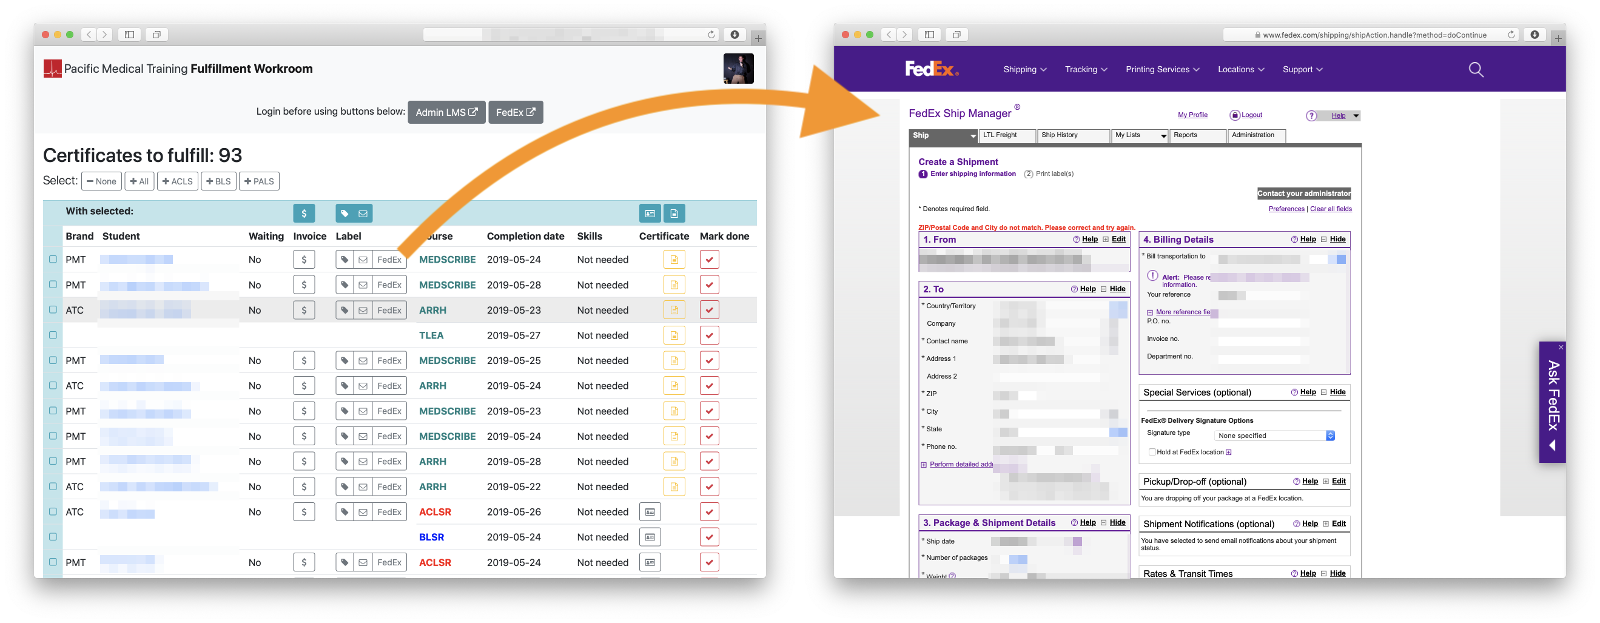 Pacific Medical Training Fulfillment Workroom
Login before using buttons below: Admin LMS FedEx
Certificates to fulfill: 93
Select: None All ACLS BLS PALS
With selected: $
Brand Student Waiting Invoice Label ourse Completion date Skills Certificate Mark done
PMT No $ FedEx MEDSCRIBE 2019-05-24 Not needed
PMT No $ FedEx MEDSCRIBE 2019-05-28 Not needed
ATC No $ FedEx ARRH 2019-05-23 Not needed
TLEA 2019-05-27 Not needed
PMT No $ FedEx MEDSCRIBE 2019-05-25 Not needed
ATC No $ FedEx ARRH 2019-05-24 Not needed
PMT No $ FedEx MEDSCRIBE 2019-05-23 Not needed
PMT No $ FedEx MEDSCRIBE 2019-05-24 Not needed
PMT No $ FedEx ARRH 2019-05-28 Not needed
ATC No $ FedEx ARRH 2019-05-22 Not needed
ATC No $ FedEx ACLSR 2019-05-26 Not needed
BLSR 2019-05-24 Not needed
PMT No $ FedEx ACLSR 2019-05-24 Not needed
www.fedex.com/shipping/shipAction.handle?method=doContinue
FedEx® Shipping Tracking Printing Services Locations Support
FedEx Ship Manager® My Profile Logout ? Help
Ship LTL Freight Ship History My Lists Reports Administration
Create a Shipment
1 Enter shipping information 2 Print label(s)
Contact your administrator
* Denotes required field. Preferences | Clear all fields
ZIP/Postal Code and City do not match. Please correct and try again.
1. From ? Help Edit
2. To ? Help Hide
* Country/Territory
Company
* Contact name
* Address 1
Address 2
* ZIP
* City
* State
* Phone no.
Perform detailed add
3. Package & Shipment Details ? Help Hide
* Ship date
* Number of packages
* Weight ?
4. Billing Details ? Help Hide
* Bill transportation to
! Alert: Please re
information.
Your reference
More reference fie
P.O. no.
Invoice no.
Department no.
Special Services (optional) ? Help Hide
FedEx® Delivery Signature Options
Signature type None specified
Hold at FedEx location
Pickup/Drop-off (optional) ? Help Edit
You are dropping off your package at a FedEx location.
Shipment Notifications (optional) ? Help Edit
You have selected to send email notifications about your shipment
status.
Rates & Transit Times ? Help Hide
Ask FedEx